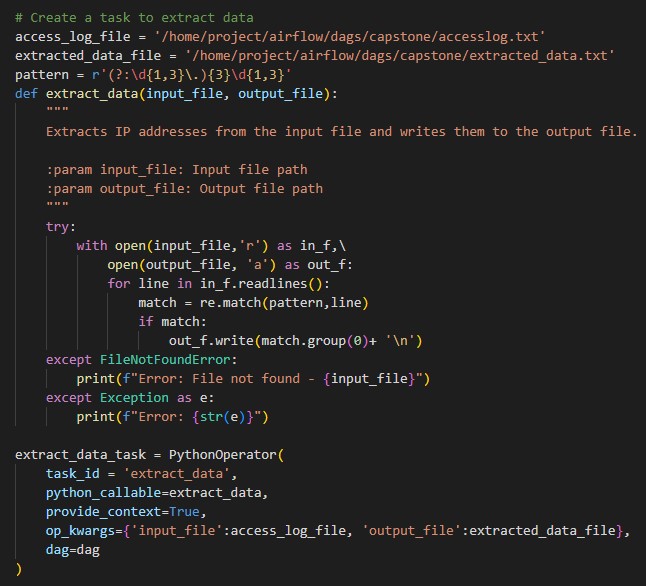 # Create a task to extract data
access_log_file = '/home/project/airflow/dags/capstone/accesslog.txt'
extracted_data_file = '/home/project/airflow/dags/capstone/extracted_data.txt'
pattern = r'(?:\d{1,3}\.){3}\d{1,3}'
def extract_data(input_file, output_file):
    """
    Extracts IP addresses from the input file and writes them to the output file.

    :param input_file: Input file path
    :param output_file: Output file path
    """
    try:
        with open(input_file,'r') as in_f,\
            open(output_file, 'a') as out_f:
            for line in in_f.readlines():
                match = re.match(pattern,line)
                if match:
                    out_f.write(match.group(0)+ '\n')
    except FileNotFoundError:
        print(f"Error: File not found - {input_file}")
    except Exception as e:
        print(f"Error: {str(e)}")

extract_data_task = PythonOperator(
    task_id = 'extract_data',
    python_callable=extract_data,
    provide_context=True,
    op_kwargs={'input_file':access_log_file, 'output_file':extracted_data_file},
    dag=dag
)